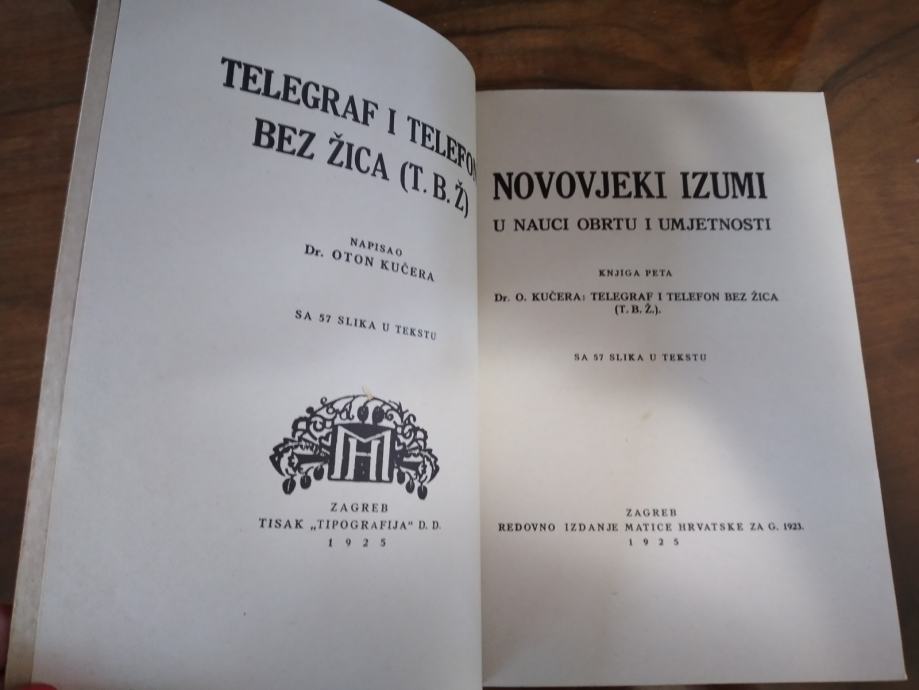 TELEGRAF I TELEFON
BEZ ŽICA (T. B. Ž)
NAPISAO
Dr. OTON KUČERA
SA 57 SLIKA U TEKSTU
MH
ZAGREB
TISAK „TIPOGRAFIJA“ D. D.
1925
NOVOVJEKI IZUMI
U NAUCI OBRTU I UMJETNOSTI
KNJIGA PETA
Dr. O. KUČERA: TELEGRAF I TELEFON BEZ ŽICA
(T. B. Ž.).
SA 57 SLIKA U TEKSTU
ZAGREB
REDOVNO IZDANJE MATICE HRVATSKE ZA G. 1923.
1925